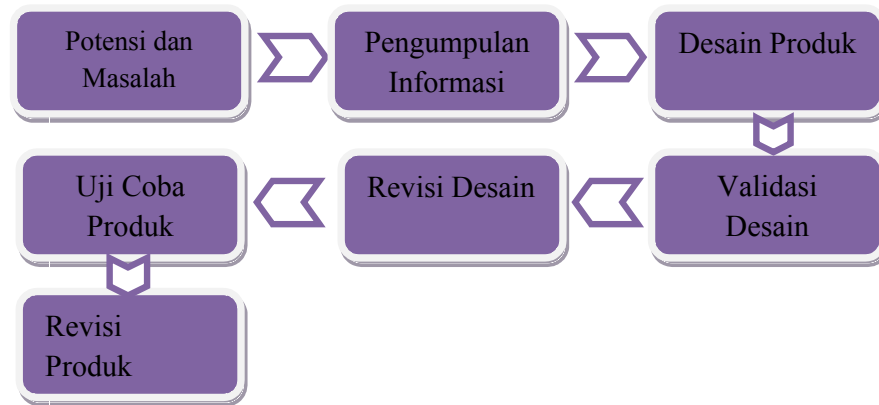 Potensi dan
Masalah
Pengumpulan
Informasi
Desain Produk
Validasi
Desain
Revisi Desain
Uji Coba
Produk
Revisi
Produk